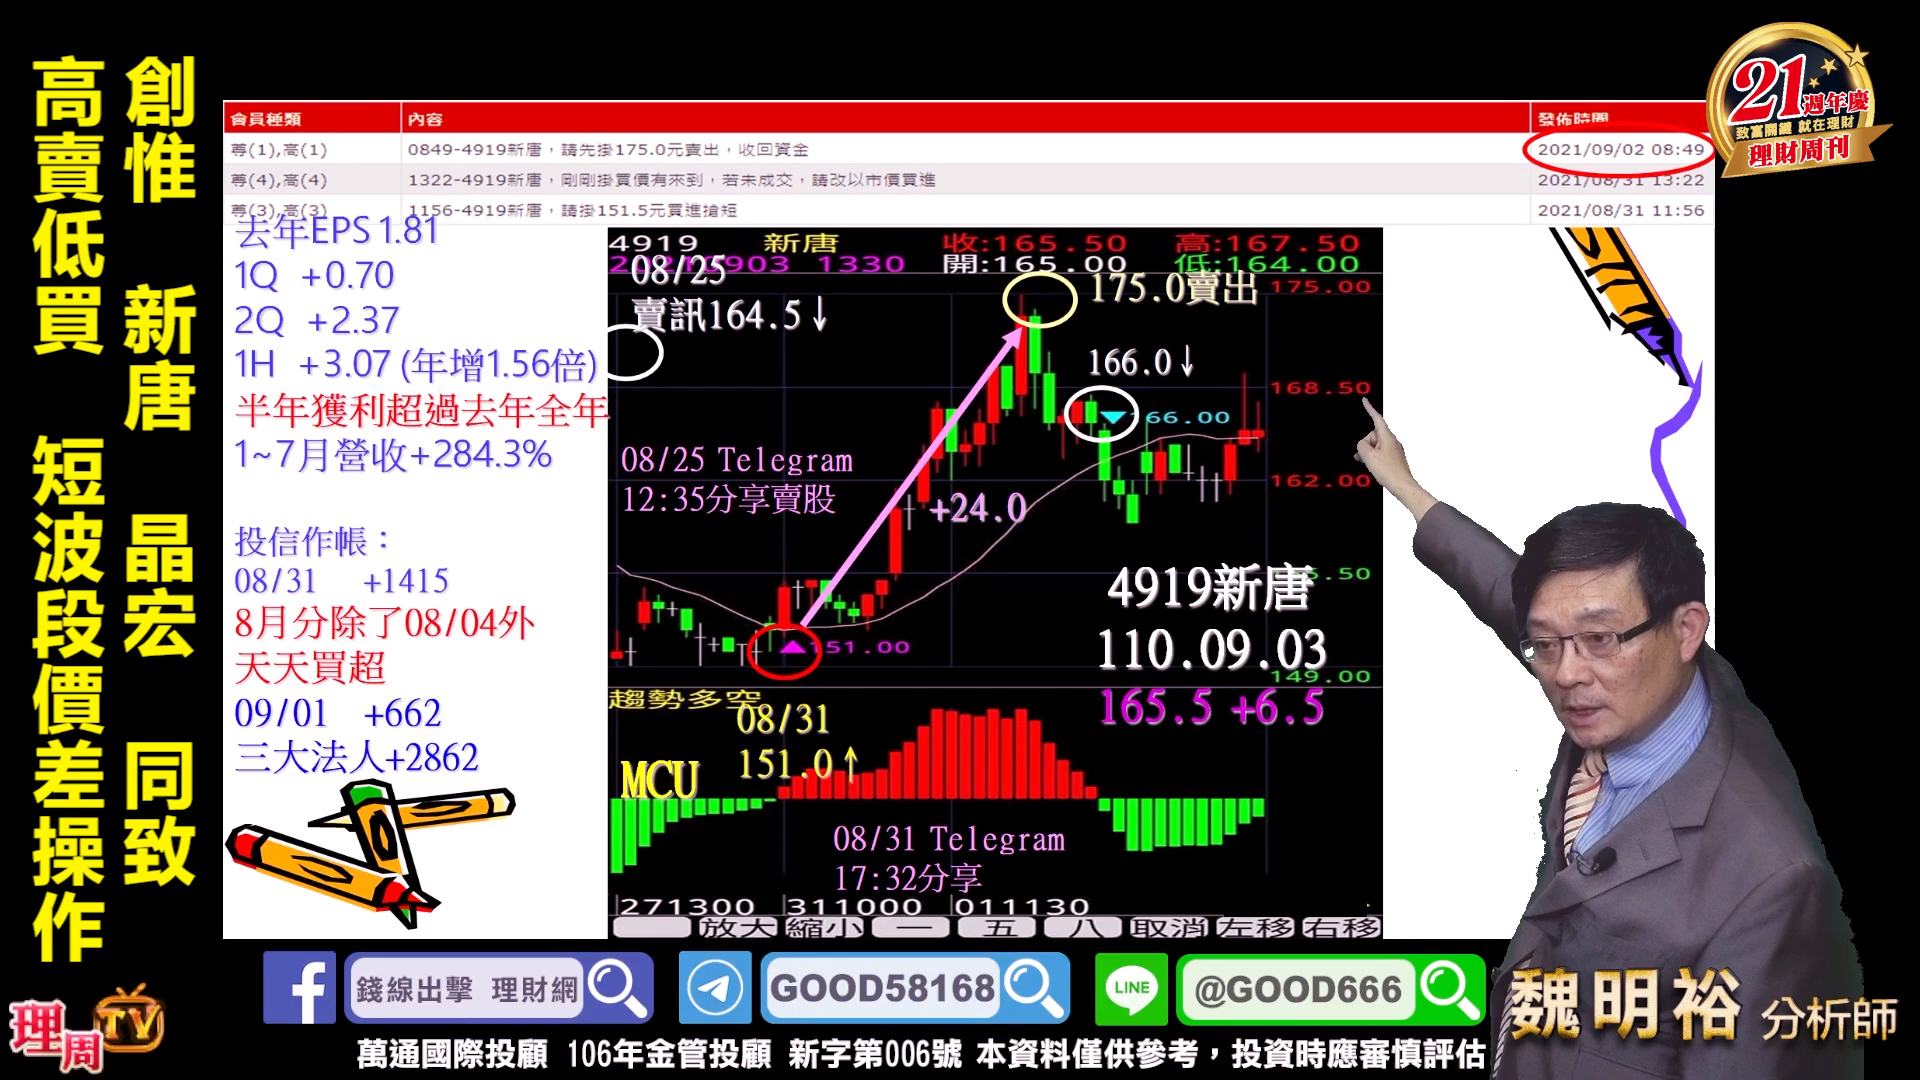 創惟 新唐 晶宏 同致
高賣低買 短波段價差操作
21週年慶
致富關鍵 就在理財
理財周刊
會員種類 內容 發佈時間
尊(1),高(1) 0849-4919新唐，請先掛175.0元賣出，收回資金 2021/09/02 08:49
尊(4),高(4) 1322-4919新唐，剛剛掛買價有來到，若未成交，請改以市價買進 2021/08/31 13:22
尊(3),高(3) 1156-4919新唐，請掛151.5元買進搶短 2021/08/31 11:56
去年EPS 1.81
1Q +0.70
2Q +2.37
1H +3.07 (年增1.56倍)
半年獲利超過去年全年
1~7月營收+284.3%
投信作帳：
08/31 +1415
8月分除了08/04外
天天買超
09/01 +662
三大法人+2862
4919 新唐 收:165.50 高:167.50
1330 開:165.00 低:164.00
08/25
賣訊164.5↓
175.0賣出
175.00
166.0↓
168.50
166.00
08/25 Telegram
12:35分享賣股
162.00
+24.0
4919新唐
5.50
110.09.03
151.00
149.00
165.5 +6.5
趨勢多空
08/31
151.0↑
MCU
08/31 Telegram
17:32分享
271300 311000 011130
放大 縮小 一 五 八 取消 左移 右移
錢線出擊 理財網
GOOD58168
LINE
@GOOD666
魏明裕 分析師
理周TV
萬通國際投顧 106年金管投顧 新字第006號 本資料僅供參考，投資時應審慎評估